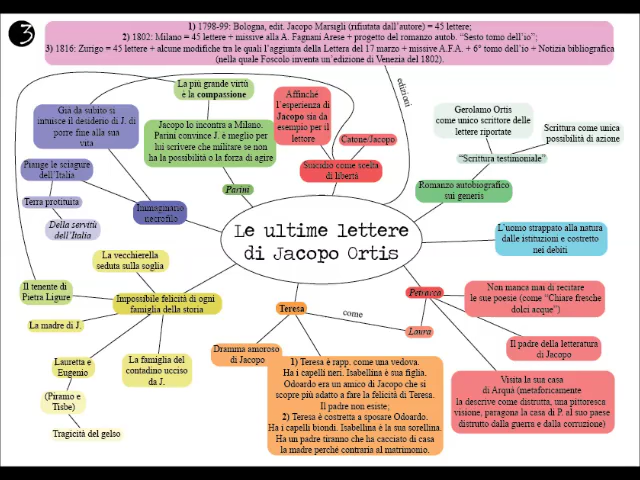 3
1) 1798-99: Bologna, edit. Jacopo Marsigli (rifiutata dall'autore) = 45 lettere;
2) 1802: Milano = 45 lettere + missive alla A. Fagnani Arese + progetto del romanzo autob. "Sesto tomo dell'io";
3) 1816: Zurigo = 45 lettere + alcune modifiche tra le quali l'aggiunta della Lettera del 17 marzo + missive A.F.A. + 6° tomo dell'io + Notizia bibliografica
(nella quale Foscolo inventa un'edizione di Venezia del 1802).
edizioni
La più grande virtù
è la compassione
Già da subito si
intuisce il desiderio di J. di
porre fine alla sua
vita
Jacopo lo incontra a Milano.
Parini convince J. è meglio per
lui scrivere che militare se non
ha la possibilità o la forza di agire
Affinché
l'esperienza di
Jacopo sia da
esempio per il
lettore
Catone/Jacopo
Suicidio come scelta
di libertà
Gerolamo Ortis
come unico scrittore delle
lettere riportate
Scrittura come unica
possibilità di azione
"Scrittura testimoniale"
Romanzo autobiografico
sui generis
Piange le sciagure
dell'Italia
Terra protituita
Della servitù
dell'Italia
Immaginario
necrofilo
Parini
Le ultime lettere
di Jacopo Ortis
L'uomo strappato alla natura
dalle istituzioni e costretto
nei debiti
La vecchierella
seduta sulla soglia
Il tenente di
Pietra Ligure
Impossibile felicità di ogni
famiglia della storia
La madre di J.
Lauretta e
Eugenio
(Piramo e
Tisbe)
Tragicità del gelso
La famiglia del
contadino ucciso
da J.
Teresa
come
Laura
Petrarca
Dramma amoroso
di Jacopo
1) Teresa è rapp. come una vedova.
Ha i capelli neri. Isabellina è sua figlia.
Odoardo era un amico di Jacopo che si
scopre più adatto a fare la felicità di Teresa.
Il padre non esiste;
2) Teresa è costretta a sposare Odoardo.
Ha i capelli biondi. Isabellina è la sua sorellina.
Ha un padre tiranno che ha cacciato di casa
la madre perché contraria al matrimonio.
Non manca mai di recitare
le sue poesie (come "Chiare fresche
dolci acque")
Il padre della letteratura
di Jacopo
Visita la sua casa
di Arquà (metaforicamente
la descrive come distrutta, una pittoresca
visione, paragona la casa di P. al suo paese
distrutto dalla guerra e dalla corruzione)